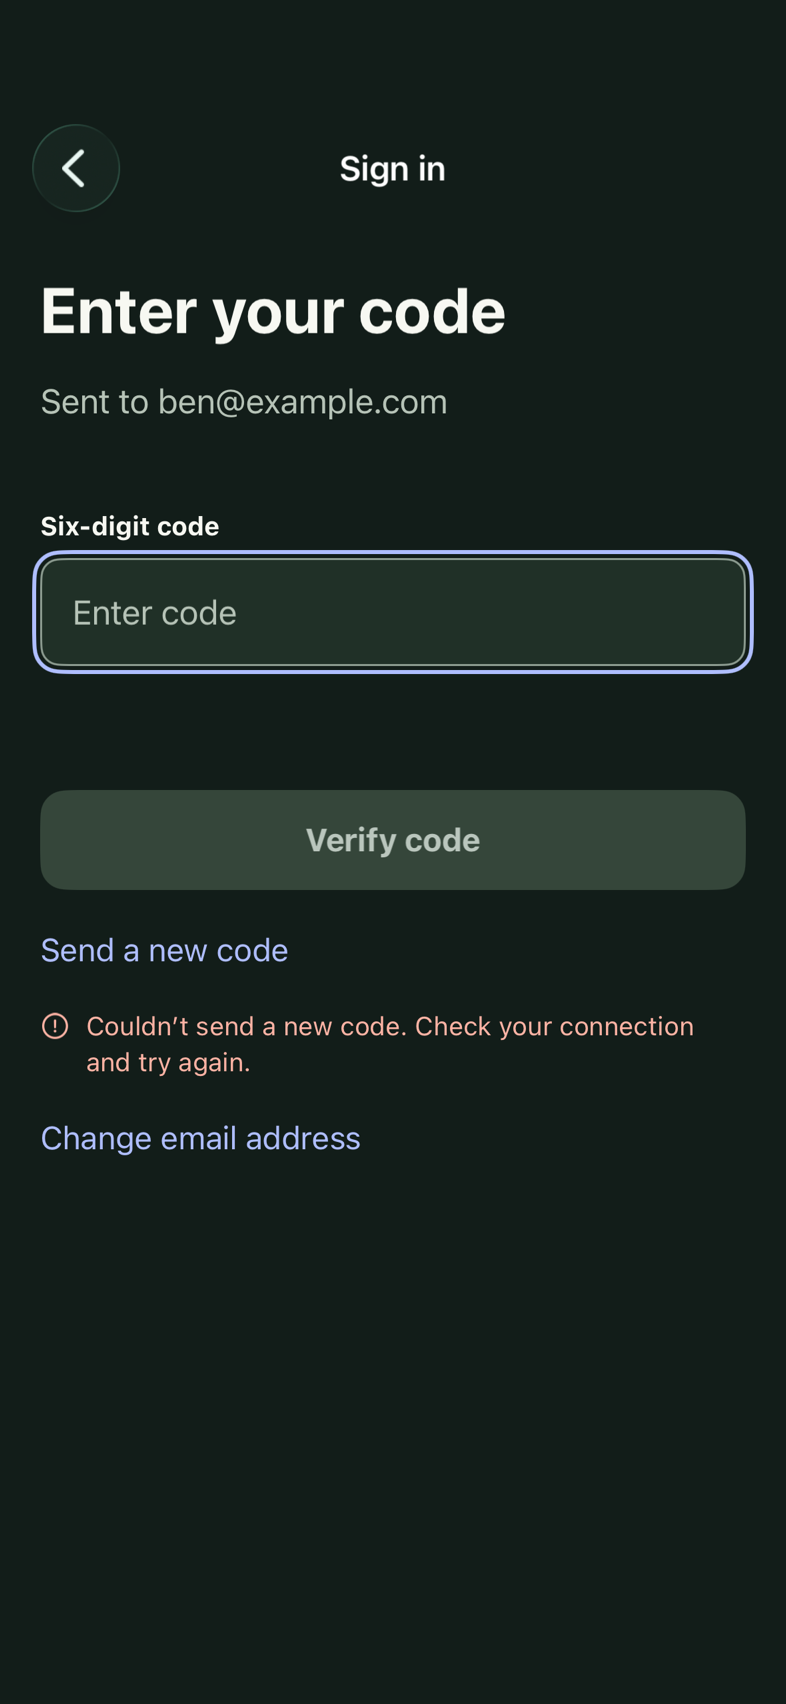 Sign in
Enter your code
Sent to ben@example.com
Six-digit code
Enter code
Verify code
Send a new code
Couldn’t send a new code. Check your connection
and try again.
Change email address